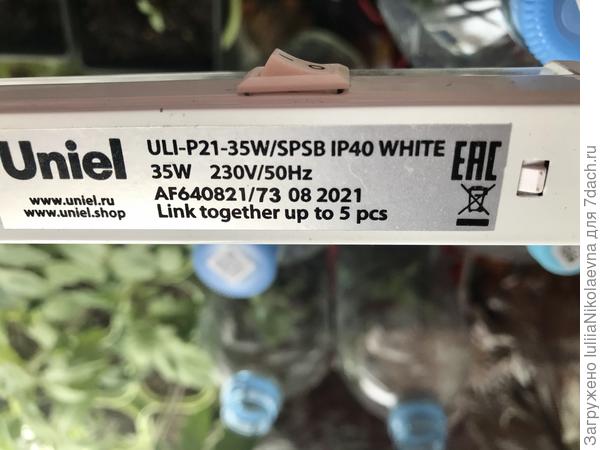 Uniel
www.uniel.ru
www.uniel.shop
ULI-P21-35W/SPSB IP40 WHITE
35W 230V/50Hz
AF640821/73 08 2021
Link together up to 5 pcs
EAC
I O
Загружено IuliiaNikolaevna для 7dach.ru